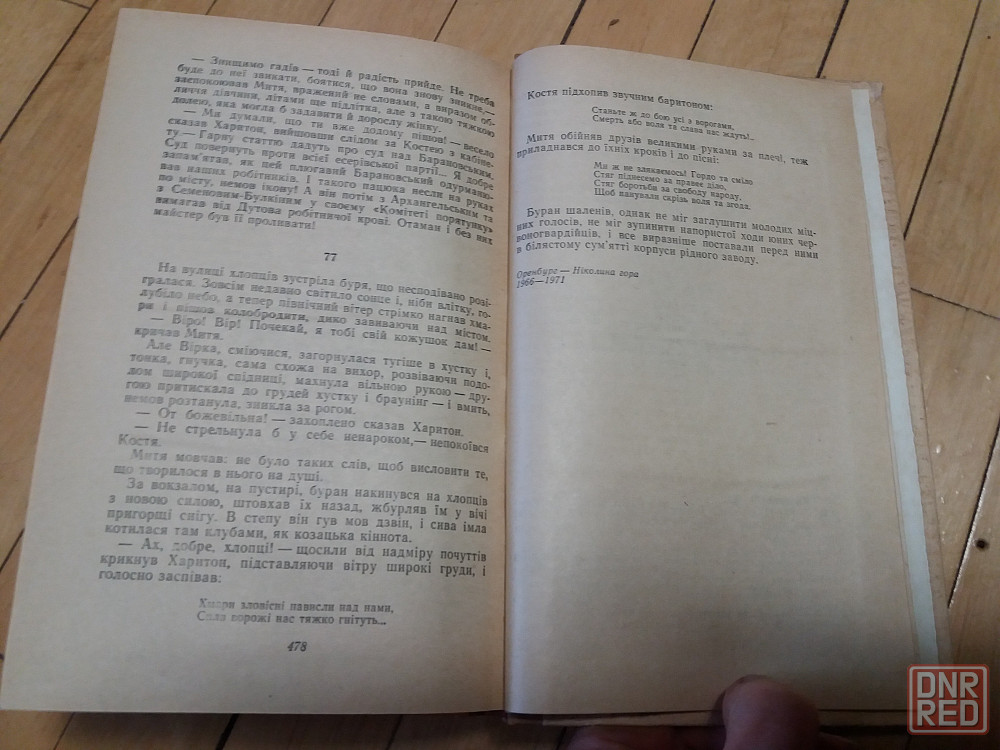 — Знищимо гадів — тоді й радість прийде. Не треба
буде до неї звикати, боятися, що вона знову зникне,—
заспокоював Митя, вражений не словами, а виразом об-
личчя дівчини, літами ще підлітка, але з такою тяжкою
долею, яка могла б задавити й дорослу жінку.
— Ми думали, що ти вже додому пішов! — весело
сказав Харитон, вийшовши слідом за Костею з кабіне-
ту.— Гарну статтю дадуть про суд над Барановським.
Суд повернуть проти всієї есерівської партії... Я добре
запам'ятав, як цей плюгавий Барановський одурманю-
вав наших робітників. І такого пацюка несли на руках
по місту, немов ікону! А він потім з Архангельським та
з Семеновим-Булкіним у своєму «Комітеті порятунку»
вимагав від Дутова робітничої крові. Отаман і без них
майстер був її проливати!
77
На вулиці хлопців зустріла буря, що несподівано розі-
гралася. Зовсім недавно світило сонце і, ніби влітку, го-
лубіло небо, а тепер північний вітер стрімко нагнав хма-
ри і пішов колобродити, дико завиваючи над містом.
— Віро! Вір! Почекай, я тобі свій кожушок дам! —
кричав Митя.
Але Вірка, сміючися, загорнулася тугіше в хустку і,
тонка, гнучка, сама схожа на вихор, розвіваючи подо-
лом широкої спідниці, махнула вільною рукою — дру-
гою притискала до грудей хустку і браунінг — і вмить,
немов розтанула, зникла за рогом.
— От божевільна! — захоплено сказав Харитон.
— Не стрельнула б у себе ненароком,— непокоївся
Костя.
Митя мовчав: не було таких слів, щоб висловити те,
що творилося в нього на душі.
За вокзалом, на пустирі, буран накинувся на хлопців
з новою силою, штовхав їх назад, жбурляв їм у вічі
пригорщі снігу. В степу він гув мов дзвін, і сива імла
котилася там клубами, як козацька кіннота.
— Ах, добре, хлопці! — щосили від надміру почуттів
крикнув Харитон, підставляючи вітру широкі груди, і
голосно заспівав:
Хмари зловісні нависли над нами,
Сили ворожі нас тяжко гнітуть...
478
Костя підхопив звучним баритоном:
Станьте ж до бою усі з ворогами,
Смерть або воля та слава нас ждуть!..
Митя обійняв друзів великими руками за плечі, теж
приладнався до їхніх кроків і до пісні:
Ми ж не злякаємось! Гордо та сміло
Стяг піднесемо за правее діло,
Стяг боротьби за свободу народу,
Щоб панували скрізь воля та згода.
Буран шаленів, однак не міг заглушити молодих міц-
них голосів, не міг зупинити напористої ходи юних чер-
воногвардійців, і все виразніше поставали перед ними
в білястому сум'ятті корпуси рідного заводу.
Оренбург — Ніколина гора
1966—1971
DNR
RED